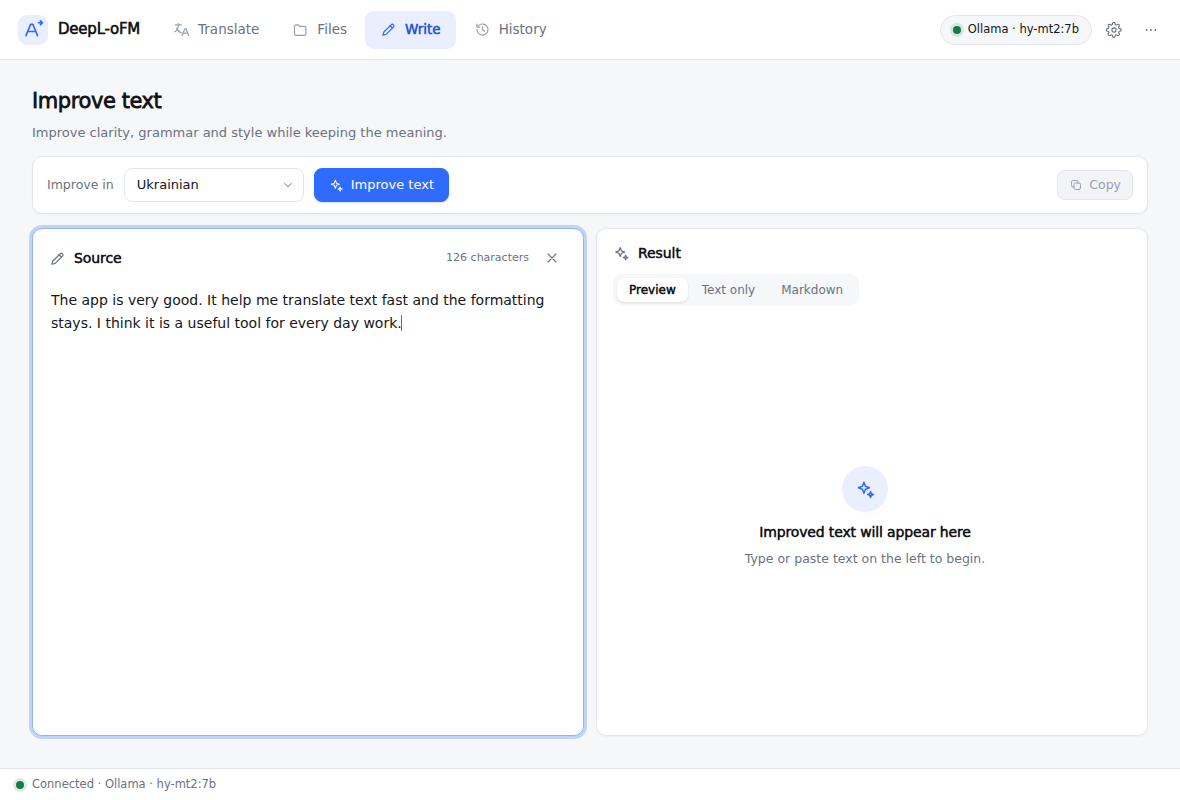 DeepL-oFM
Translate
Files
Write
History
Ollama · hy-mt2:7b
Improve text
Improve clarity, grammar and style while keeping the meaning.
Improve in
Ukrainian
Improve text
Copy
Source
126 characters
The app is very good. It help me translate text fast and the formatting
stays. I think it is a useful tool for every day work.
Result
Preview
Text only
Markdown
Improved text will appear here
Type or paste text on the left to begin.
Connected · Ollama · hy-mt2:7b